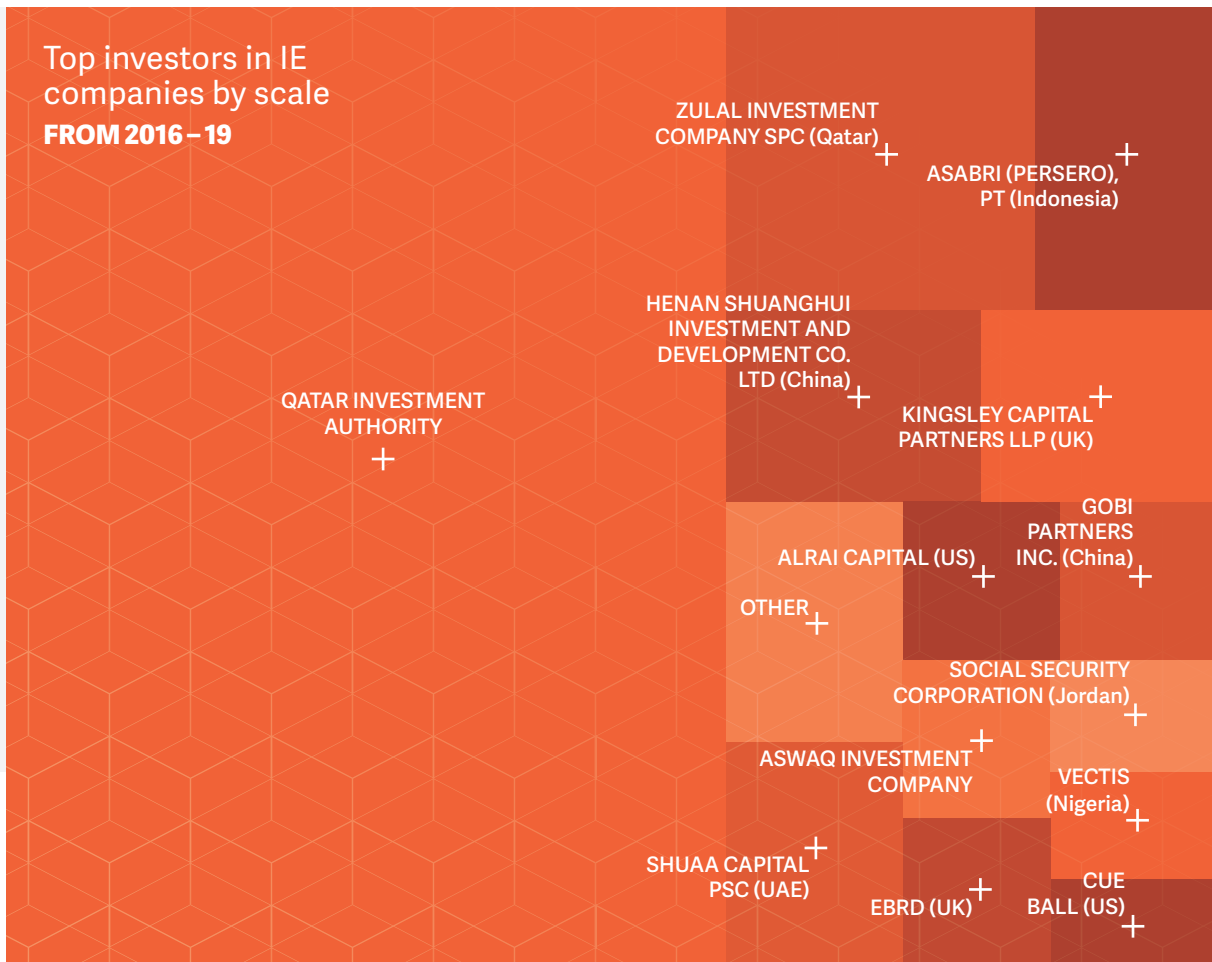 Top investors in IE
companies by scale
FROM 2016–19
ZULAL INVESTMENT
COMPANY SPC (Qatar)
ASABRI (PERSERO),
PT (Indonesia)
HENAN SHUANGHUI
INVESTMENT AND
DEVELOPMENT CO.
LTD (China)
QATAR INVESTMENT
AUTHORITY
KINGSLEY CAPITAL
PARTNERS LLP (UK)
GOBI
PARTNERS
INC. (China)
ALRAI CAPITAL (US)
OTHER
SOCIAL SECURITY
CORPORATION (Jordan)
ASWAQ INVESTMENT
COMPANY
VECTIS
(Nigeria)
SHUAA CAPITAL
PSC (UAE)
EBRD (UK)
CUE
BALL (US)